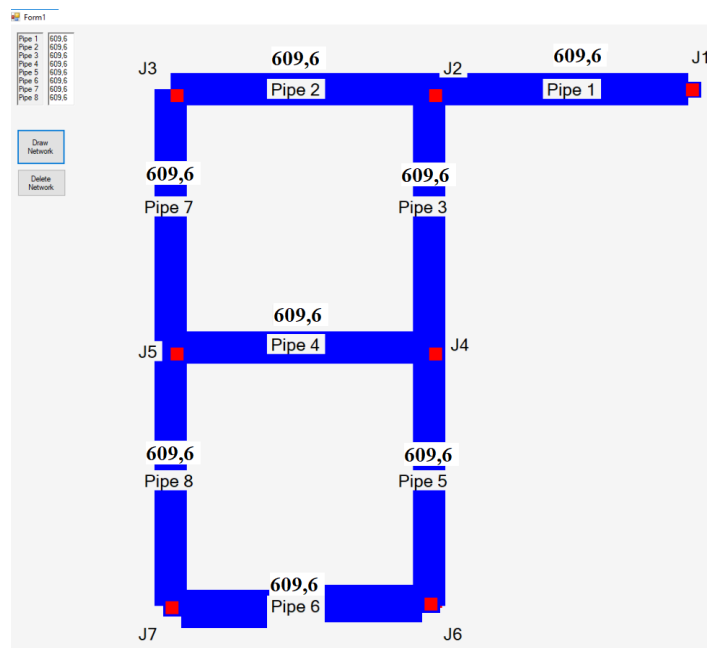 Form1
Pipe 1 609,6
Pipe 2 609,6
Pipe 3 609,6
Pipe 4 609,6
Pipe 5 609,6
Pipe 6 609,6
Pipe 7 609,6
Pipe 8 609,6
Draw
Network
Delete
Network
609,6 609,6 J1
J3 J2
Pipe 2 Pipe 1
609,6 609,6
Pipe 7 Pipe 3
609,6
J5 Pipe 4 J4
609,6 609,6
Pipe 8 Pipe 5
609,6
Pipe 6
J7 J6